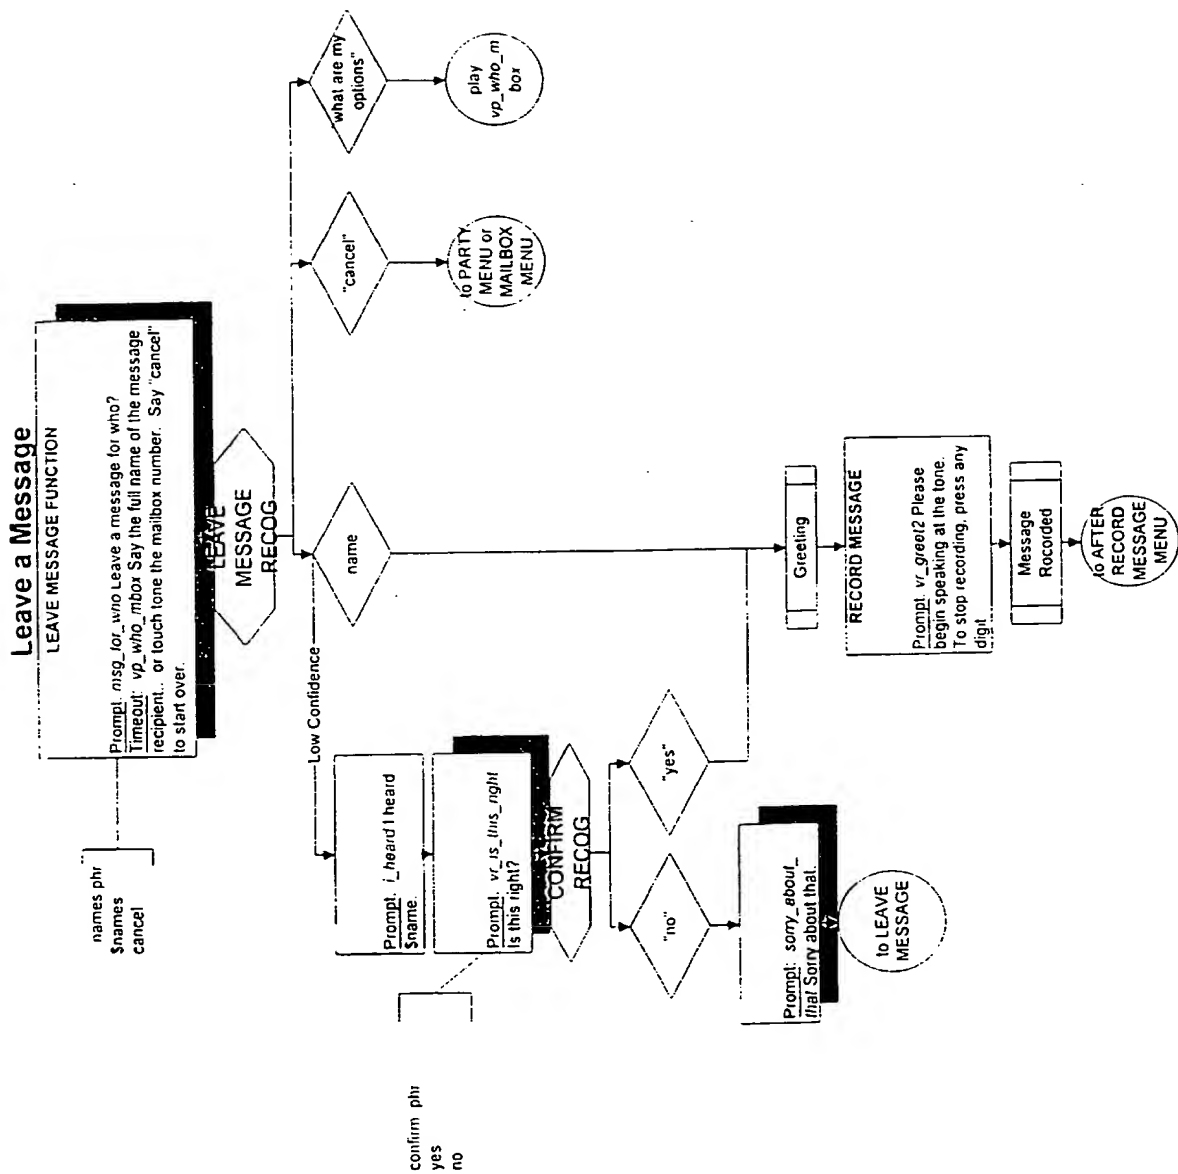 Leave a Message
LEAVE MESSAGE FUNCTION
Prompt. msg_for_who Leave a message for who?
Timeout: vp_who_mbox Say the full name of the message
recipient.. or touch tone the mailbox number. Say "cancel"
to start over.
names phr
$names
cancel
LEAVE
MESSAGE
RECOG
what are my
options"
play
vp_who_m
box
"cancel"
to PARTY
MENU or
MAILBOX
MENU
name
Low Confidence
Prompt. i_heard I heard
$name.
Prompt. vr_is_this_right
Is this right?
confirm phr
yes
no
CONFIRM
RECOG
"yes"
"no"
Prompt: sorry_about_
that Sorry about that.
to LEAVE
MESSAGE
Greeting
RECORD MESSAGE
Prompt. vr_greet2 Please
begin speaking at the tone.
To stop recording, press any
digit
Message
Rocorded
to AFTER
RECORD
MESSAGE
MENU